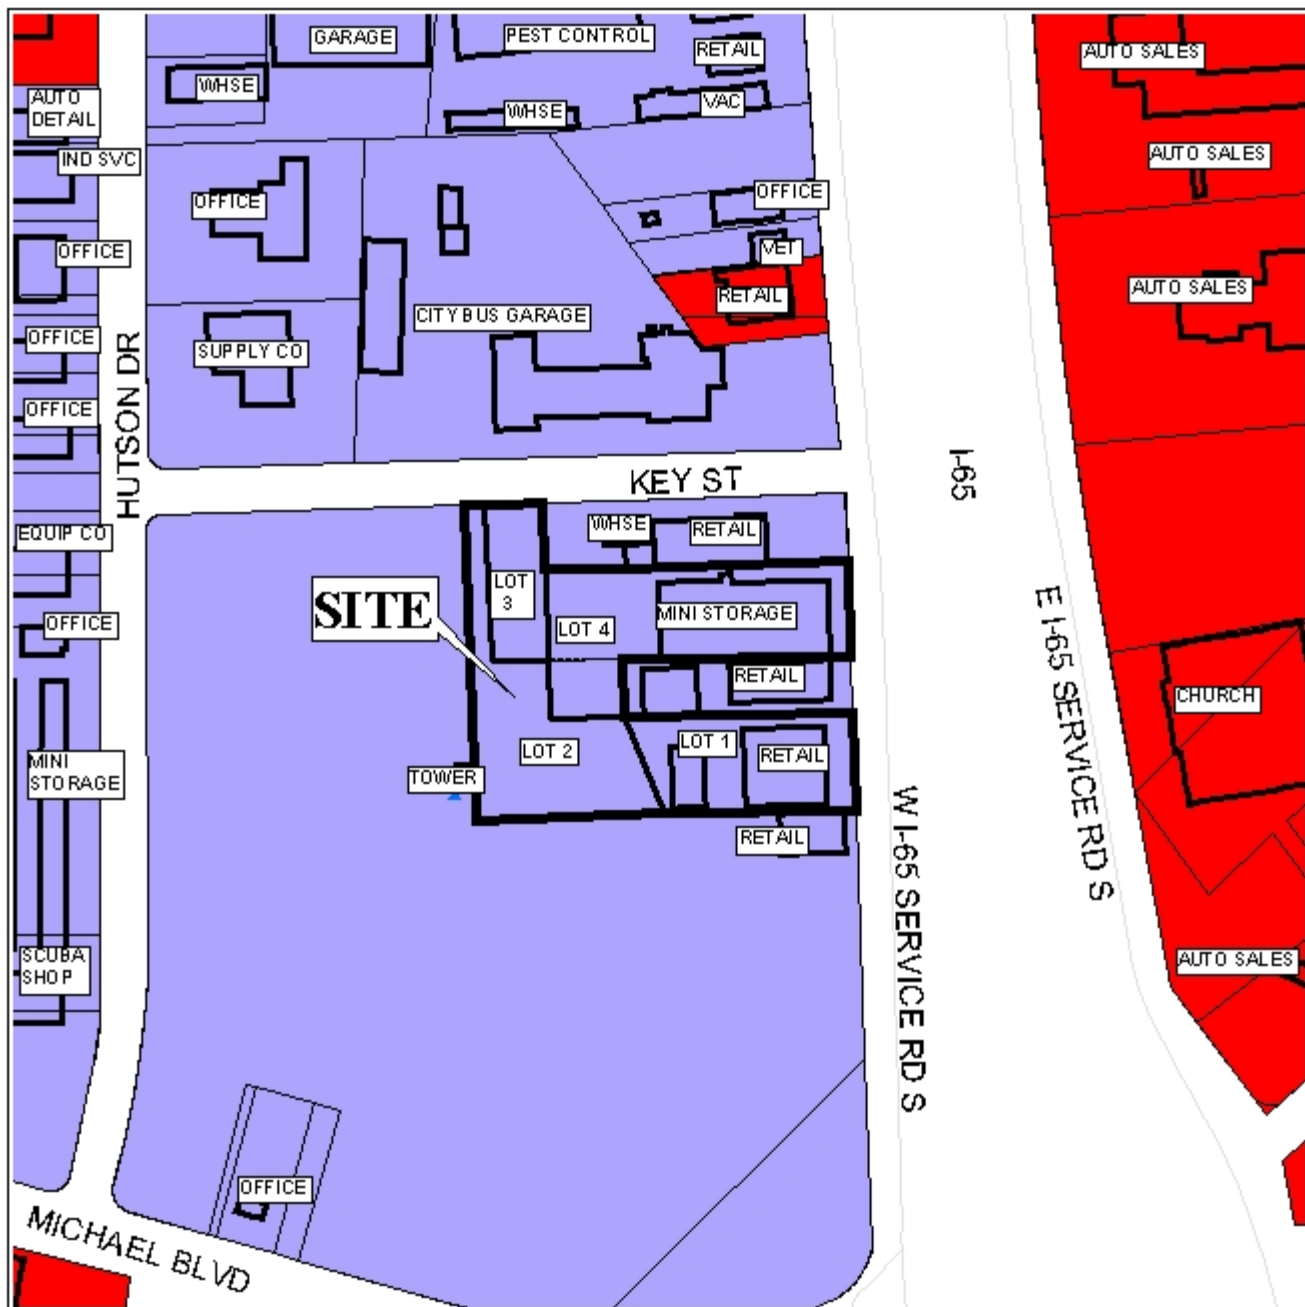 GARAGE
PEST CONTROL
RETAIL
AUTO SALES
WHSE
WHSE
VAC
AUTO
DETAIL
IND SVC
AUTO SALES
OFFICE
OFFICE
OFFICE
VET
AUTO SALES
RETAIL
CITYBUS GARAGE
OFFICE
SUPPLY CO
OFFICE
HUTSON DR
KEY ST
I-65
EQUIP CO
WHSE
RETAIL
LOT
3
MINI STORAGE
SITE
LOT 4
OFFICE
RETAIL
CHURCH
E I-65 SERVICE RD S
LOT 1
LOT 2
RETAIL
MINI
STORAGE
TOWER
RETAIL
W I-65 SERVICE RD S
SCUBA
SHOP
AUTO SALES
OFFICE
MICHAEL BLVD